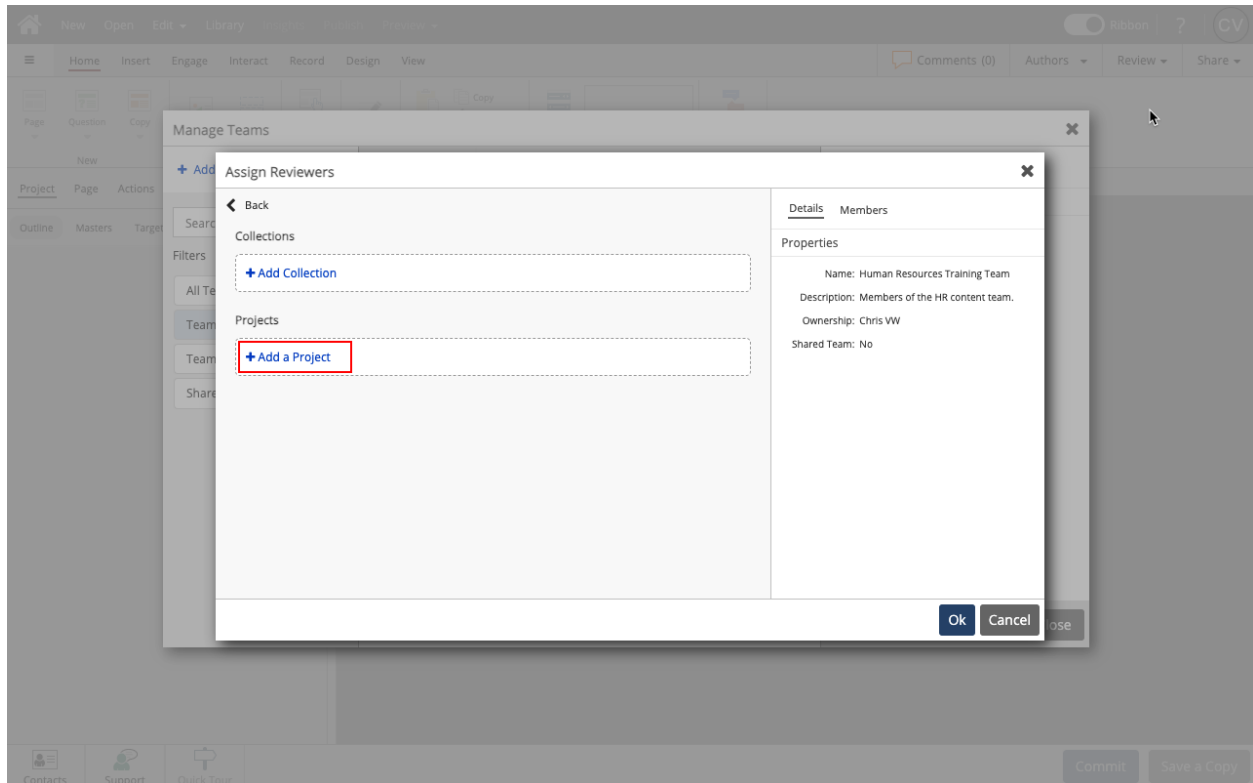 New Open Edit Library Insights Publish Preview Ribbon ? CV
Home Insert Engage Interact Record Design View Comments (0) Authors Review Share
Copy
Page Question Copy
New
Manage Teams
+ Add
Project Page Actions
Outline Masters Target
Searc
Filters
All Te
Team
Team
Share
Assign Reviewers
Back
Collections
+ Add Collection
Projects
+ Add a Project
Details Members
Properties
Name: Human Resources Training Team
Description: Members of the HR content team.
Ownership: Chris VW
Shared Team: No
Ok Cancel
ose
Contacts Support Quick Tour Commit Save a Copy